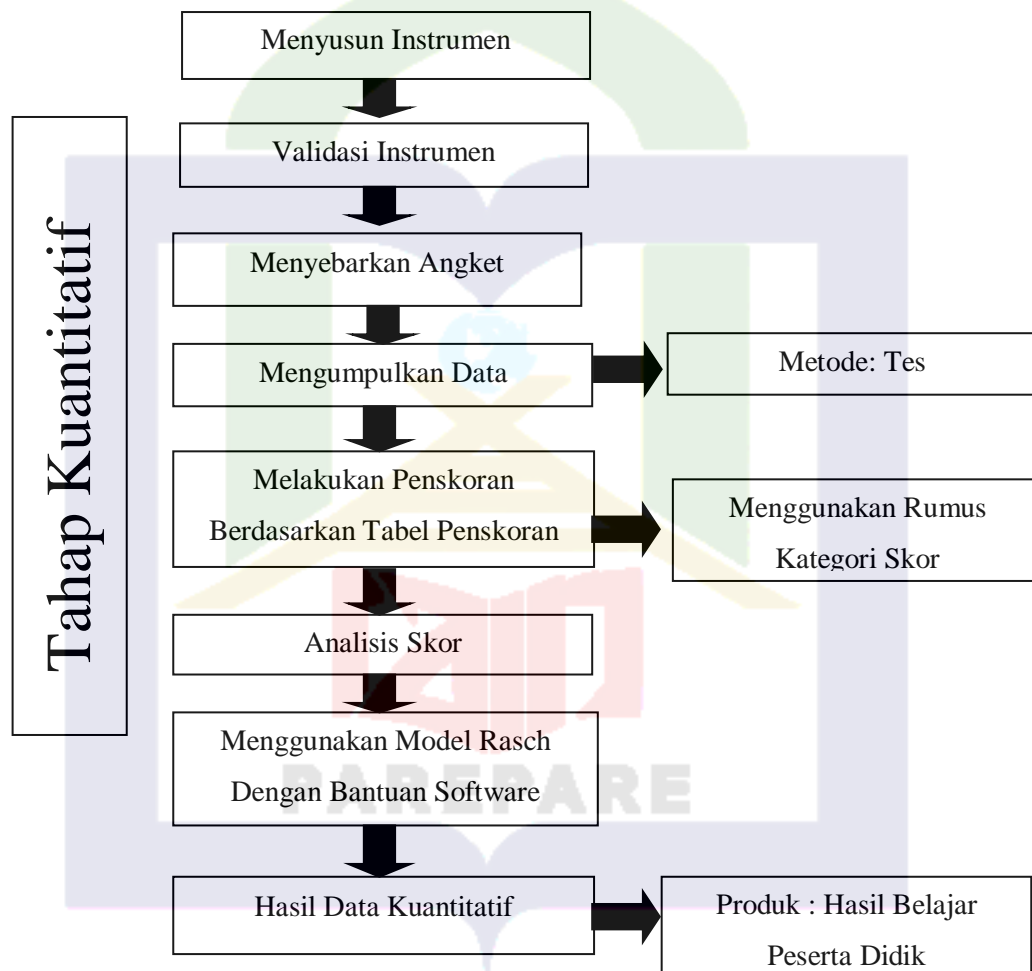 Menyusun Instrumen
Tahap Kuantitatif
Validasi Instrumen
Menyebarkan Angket
Mengumpulkan Data
Metode: Tes
Melakukan Penskoran
Berdasarkan Tabel Penskoran
Menggunakan Rumus
Kategori Skor
Analisis Skor
Menggunakan Model Rasch
Dengan Bantuan Software
PAREPARE
Hasil Data Kuantitatif
Produk : Hasil Belajar
Peserta Didik